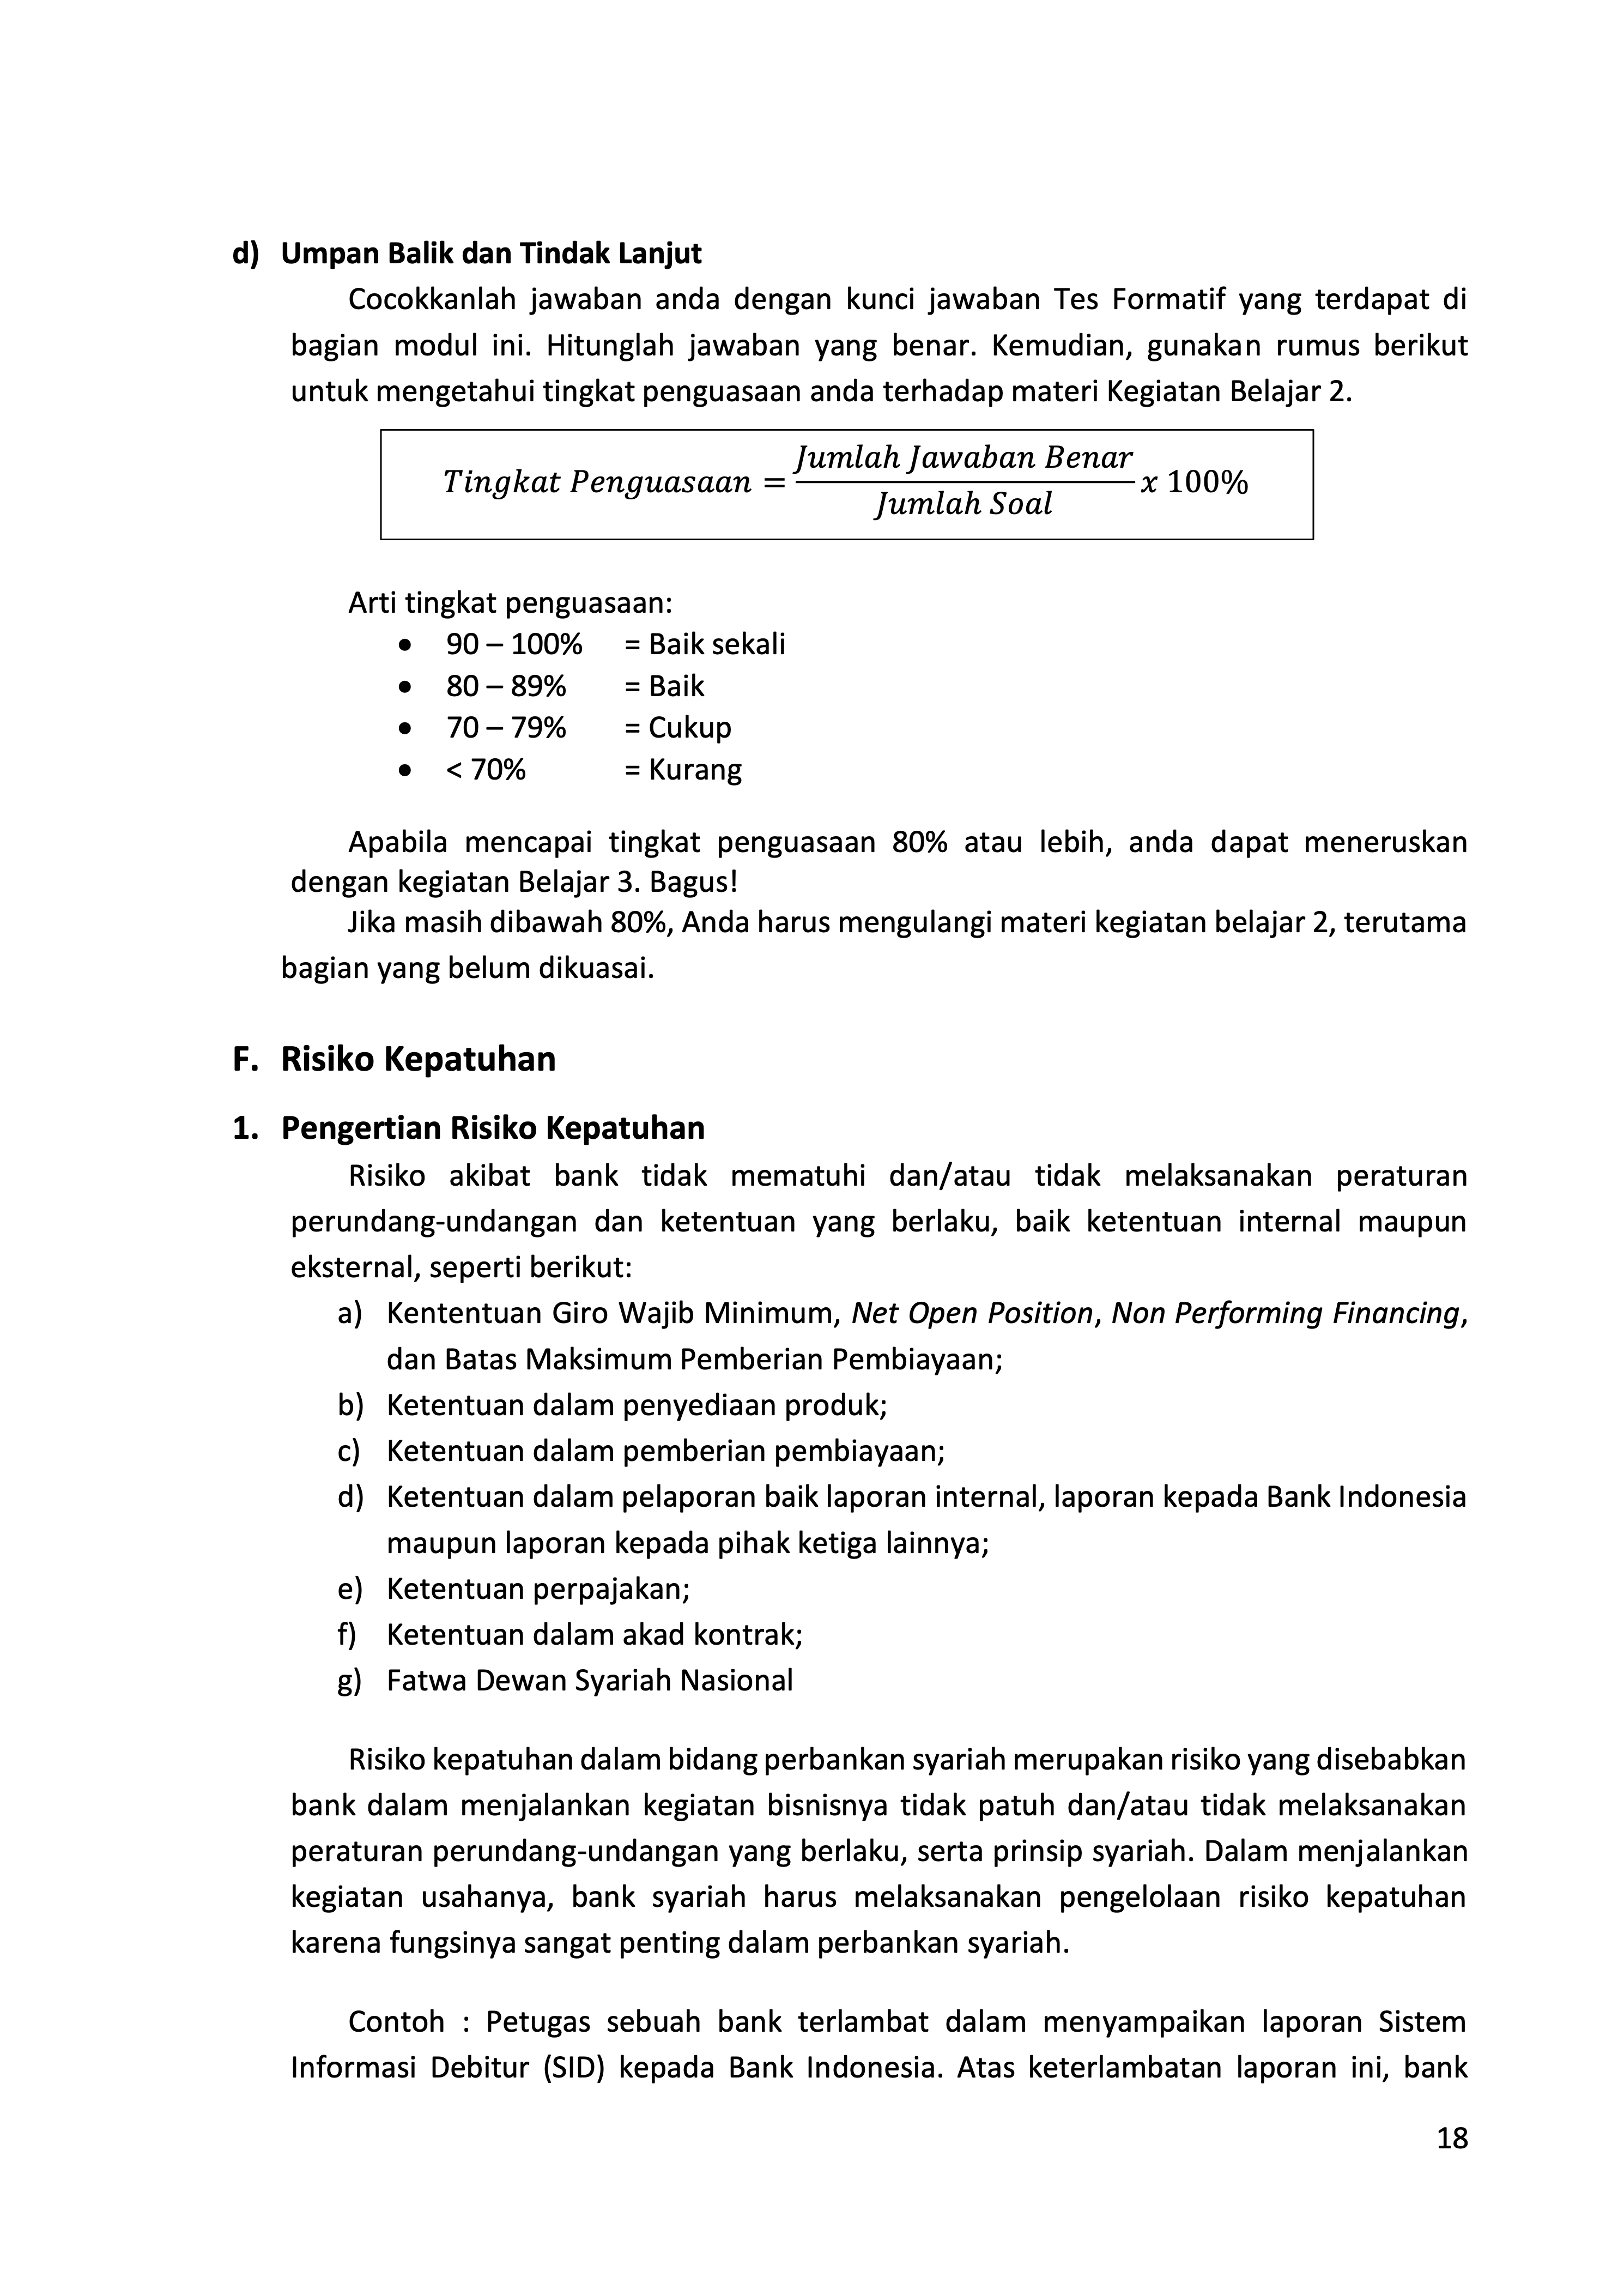 d) Umpan Balik dan Tindak Lanjut
Cocokkanlah jawaban anda dengan kunci jawaban Tes Formatif yang terdapat di
bagian modul ini. Hitunglah jawaban yang benar. Kemudian, gunakan rumus berikut
untuk mengetahui tingkat penguasaan anda terhadap materi Kegiatan Belajar 2.
Tingkat Penguasaan = Jumlah Jawaban Benar / Jumlah Soal x 100%
Arti tingkat penguasaan:
• 90 – 100% = Baik sekali
• 80 – 89% = Baik
• 70 – 79% = Cukup
• < 70% = Kurang
Apabila mencapai tingkat penguasaan 80% atau lebih, anda dapat meneruskan
dengan kegiatan Belajar 3. Bagus!
Jika masih dibawah 80%, Anda harus mengulangi materi kegiatan belajar 2, terutama
bagian yang belum dikuasai.
F. Risiko Kepatuhan
1. Pengertian Risiko Kepatuhan
Risiko akibat bank tidak mematuhi dan/atau tidak melaksanakan peraturan
perundang-undangan dan ketentuan yang berlaku, baik ketentuan internal maupun
eksternal, seperti berikut:
a) Kententuan Giro Wajib Minimum, Net Open Position, Non Performing Financing,
dan Batas Maksimum Pemberian Pembiayaan;
b) Ketentuan dalam penyediaan produk;
c) Ketentuan dalam pemberian pembiayaan;
d) Ketentuan dalam pelaporan baik laporan internal, laporan kepada Bank Indonesia
maupun laporan kepada pihak ketiga lainnya;
e) Ketentuan perpajakan;
f) Ketentuan dalam akad kontrak;
g) Fatwa Dewan Syariah Nasional
Risiko kepatuhan dalam bidang perbankan syariah merupakan risiko yang disebabkan
bank dalam menjalankan kegiatan bisnisnya tidak patuh dan/atau tidak melaksanakan
peraturan perundang-undangan yang berlaku, serta prinsip syariah. Dalam menjalankan
kegiatan usahanya, bank syariah harus melaksanakan pengelolaan risiko kepatuhan
karena fungsinya sangat penting dalam perbankan syariah.
Contoh : Petugas sebuah bank terlambat dalam menyampaikan laporan Sistem
Informasi Debitur (SID) kepada Bank Indonesia. Atas keterlambatan laporan ini, bank
18